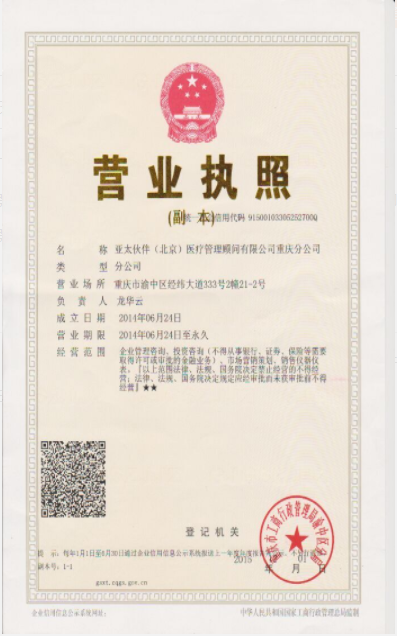 营业执照
(副 本)
统一社会信用代码 91500103305252700Q
名 称 亚太伙伴（北京）医疗管理顾问有限公司重庆分公司
类 型 分公司
营业场所 重庆市渝中区经纬大道333号2幢21-2号
负 责 人 龙华云
成立日期 2014年06月24日
营业期限 2014年06月24日至永久
经营范围 企业管理咨询、投资咨询（不得从事银行、证券、保险等需要
取得许可或审批的金融业务）、市场营销策划、销售仪器仪
表。『以上范围法律、法规、国务院决定禁止经营的不得经
营；法律、法规、国务院决定规定应经审批而未获审批前不得
经营』★★
重庆市工商行政管理局渝中区分局
登记机关
提 示：每年1月1日至6月30日通过企业信用信息公示系统报送上一年度年度报告
年 01 月 日
副本号：1-1
gsxt.cqgs.gov.cn
企业信用信息公示系统网址：
中华人民共和国国家工商行政管理总局监制